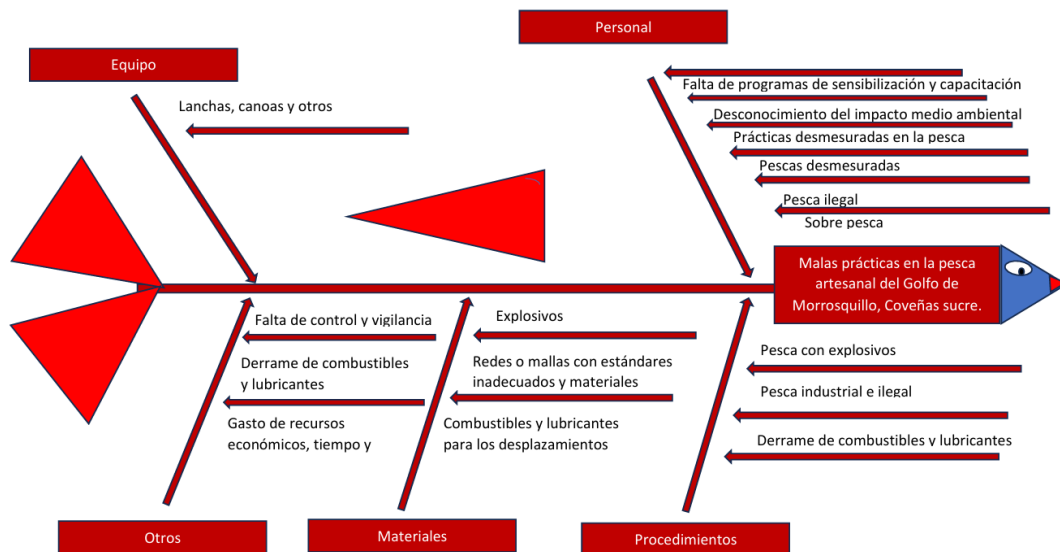 Personal
Equipo
Falta de programas de sensibilización y capacitación
Lanchas, canoas y otros
Desconocimiento del impacto medio ambiental
Prácticas desmesuradas en la pesca
Pescas desmesuradas
Pesca ilegal
Sobre pesca
Malas prácticas en la pesca
artesanal del Golfo de
Morrosquillo, Coveñas sucre.
Falta de control y vigilancia
Derrame de combustibles
y lubricantes
Gasto de recursos
económicos, tiempo y
Explosivos
Redes o mallas con estándares
inadecuados y materiales
Combustibles y lubricantes
para los desplazamientos
Pesca con explosivos
Pesca industrial e ilegal
Derrame de combustibles y lubricantes
Otros
Materiales
Procedimientos